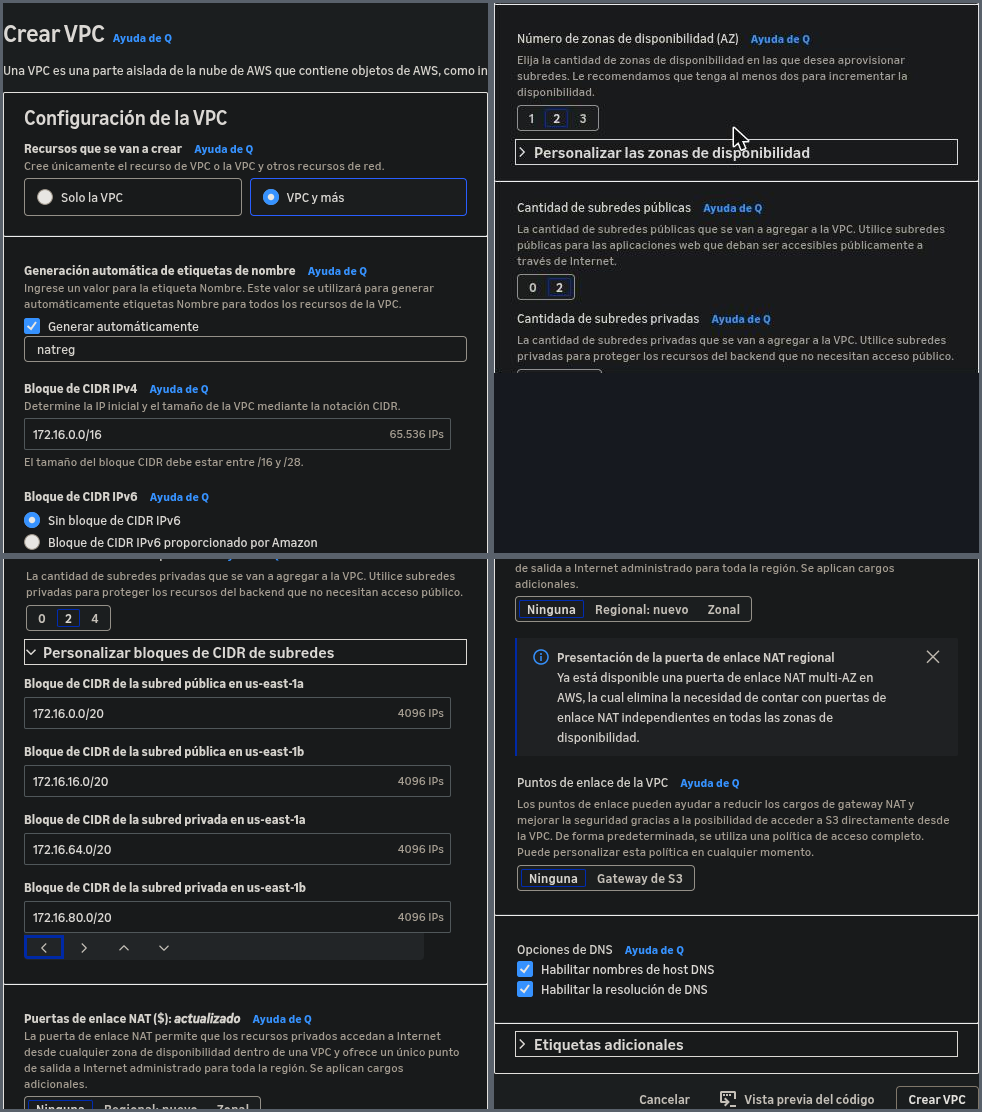 Crear VPC Ayuda de Q
Una VPC es una parte aislada de la nube de AWS que contiene objetos de AWS, como in
Configuración de la VPC
Recursos que se van a crear Ayuda de Q
Cree únicamente el recurso de VPC o la VPC y otros recursos de red.
Solo la VPC
VPC y más
Generación automática de etiquetas de nombre Ayuda de Q
Ingrese un valor para la etiqueta Nombre. Este valor se utilizará para generar
automáticamente etiquetas Nombre para todos los recursos de la VPC.
Generar automáticamente
natreg
Bloque de CIDR IPv4 Ayuda de Q
Determine la IP inicial y el tamaño de la VPC mediante la notación CIDR.
172.16.0.0/16 65.536 IPs
El tamaño del bloque CIDR debe estar entre /16 y /28.
Bloque de CIDR IPv6 Ayuda de Q
Sin bloque de CIDR IPv6
Bloque de CIDR IPv6 proporcionado por Amazon
Número de zonas de disponibilidad (AZ) Ayuda de Q
Elija la cantidad de zonas de disponibilidad en las que desea aprovisionar
subredes. Le recomendamos que tenga al menos dos para incrementar la
disponibilidad.
1 2 3
Personalizar las zonas de disponibilidad
Cantidad de subredes públicas Ayuda de Q
La cantidad de subredes públicas que se van a agregar a la VPC. Utilice subredes
públicas para las aplicaciones web que deban ser accesibles públicamente a
través de Internet.
0 2
Cantidada de subredes privadas Ayuda de Q
La cantidad de subredes privadas que se van a agregar a la VPC. Utilice subredes
privadas para proteger los recursos del backend que no necesitan acceso público.
La cantidad de subredes privadas que se van a agregar a la VPC. Utilice subredes
privadas para proteger los recursos del backend que no necesitan acceso público.
0 2 4
Personalizar bloques de CIDR de subredes
Bloque de CIDR de la subred pública en us-east-1a
172.16.0.0/20 4096 IPs
Bloque de CIDR de la subred pública en us-east-1b
172.16.16.0/20 4096 IPs
Bloque de CIDR de la subred privada en us-east-1a
172.16.64.0/20 4096 IPs
Bloque de CIDR de la subred privada en us-east-1b
172.16.80.0/20 4096 IPs
Puertas de enlace NAT ($): actualizado Ayuda de Q
La puerta de enlace NAT permite que los recursos privados accedan a Internet
desde cualquier zona de disponibilidad dentro de una VPC y ofrece un único punto
de salida a Internet administrado para toda la región. Se aplican cargos
adicionales.
Ninguna Regional: nuevo Zonal
de salida a Internet administrado para toda la región. Se aplican cargos
adicionales.
Ninguna Regional: nuevo Zonal
Presentación de la puerta de enlace NAT regional
Ya está disponible una puerta de enlace NAT multi-AZ en
AWS, la cual elimina la necesidad de contar con puertas de
enlace NAT independientes en todas las zonas de
disponibilidad.
Puntos de enlace de la VPC Ayuda de Q
Los puntos de enlace pueden ayudar a reducir los cargos de gateway NAT y
mejorar la seguridad gracias a la posibilidad de acceder a S3 directamente desde
la VPC. De forma predeterminada, se utiliza una política de acceso completo.
Puede personalizar esta política en cualquier momento.
Ninguna Gateway de S3
Opciones de DNS Ayuda de Q
Habilitar nombres de host DNS
Habilitar la resolución de DNS
Etiquetas adicionales
Cancelar Vista previa del código Crear VPC